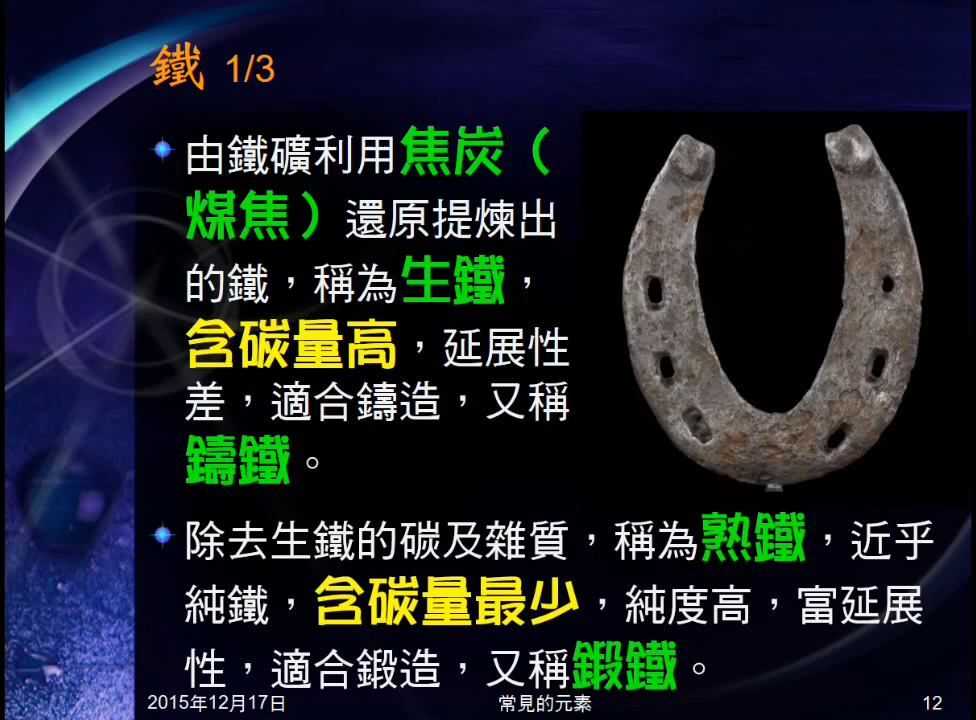 鐵 1/3
由鐵礦利用焦炭（
煤焦）還原提煉出
的鐵，稱為生鐵，
含碳量高，延展性
差，適合鑄造，又稱
鑄鐵。
除去生鐵的碳及雜質，稱為熟鐵，近乎
純鐵，含碳量最少，純度高，富延展
性，適合鍛造，又稱鍛鐵。
2015年12月17日
常見的元素
12